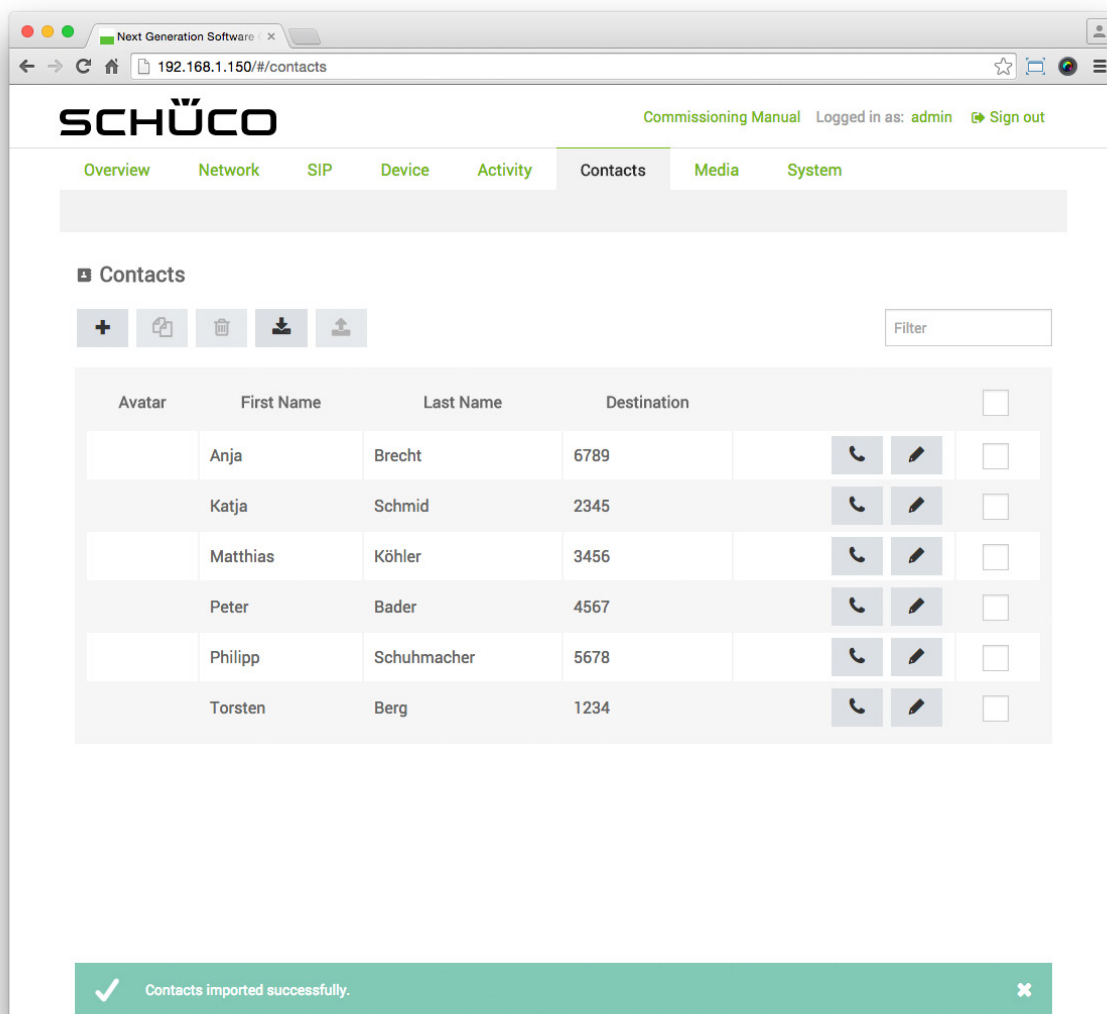 Next Generation Software
192.168.1.150/#/contacts
SCHÜCO
Commissioning Manual Logged in as: admin Sign out
Overview Network SIP Device Activity Contacts Media System
Contacts
Filter
Avatar First Name Last Name Destination
Anja Brecht 6789
Katja Schmid 2345
Matthias Köhler 3456
Peter Bader 4567
Philipp Schuhmacher 5678
Torsten Berg 1234
Contacts imported successfully.